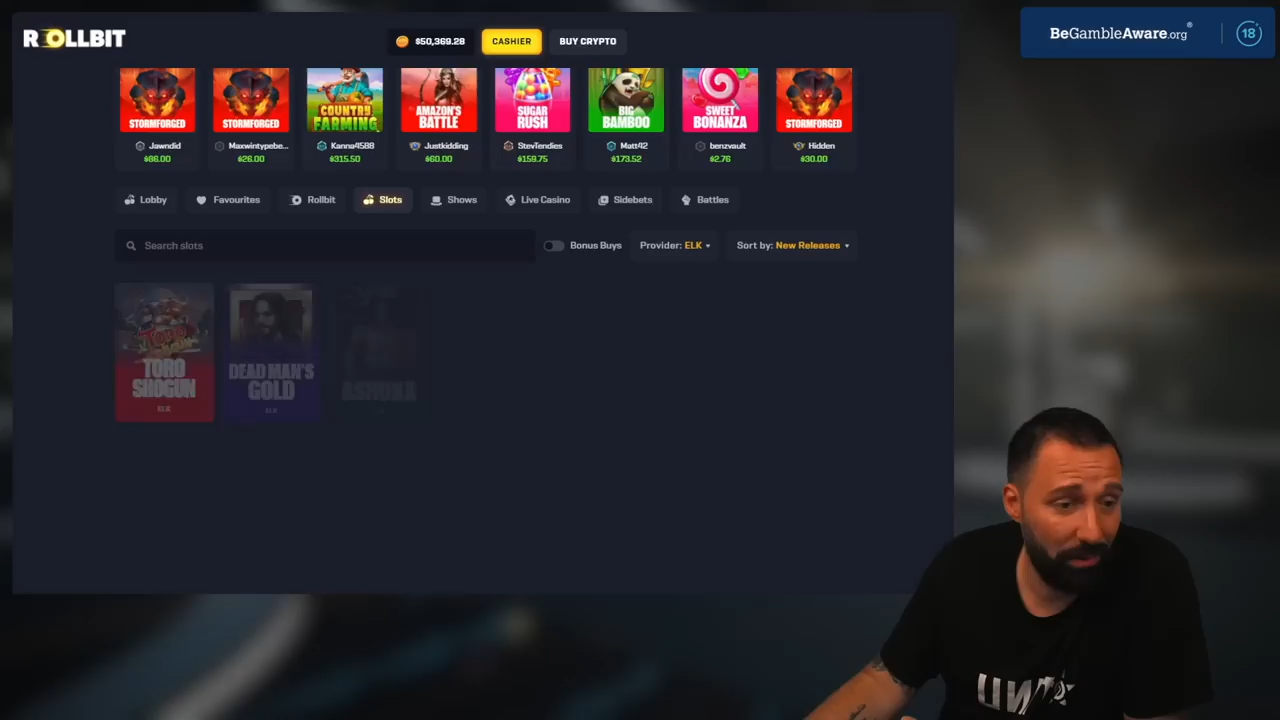 ROLLBIT
$50,369.28
CASHIER
BUY CRYPTO
BeGambleAware.org®
18
STORMFORGED
STORMFORGED
COUNTRY FARMING
AMAZON'S BATTLE
SUGAR RUSH
BIG BAMBOO
SWEET BONANZA
STORMFORGED
Jawndid
Maxwintypebe...
Kanna4588
Justkidding
StevTendies
Matt42
benzvault
Hidden
$86.00
$26.00
$315.50
$60.00
$159.75
$173.52
$2.76
$30.00
Lobby
Favourites
Rollbit
Slots
Shows
Live Casino
Sidebets
Battles
Search slots
Bonus Buys
Provider: ELK
Sort by: New Releases
TORO
SHOGUN
ELK
DEAD MAN'S
GOLD
ELK